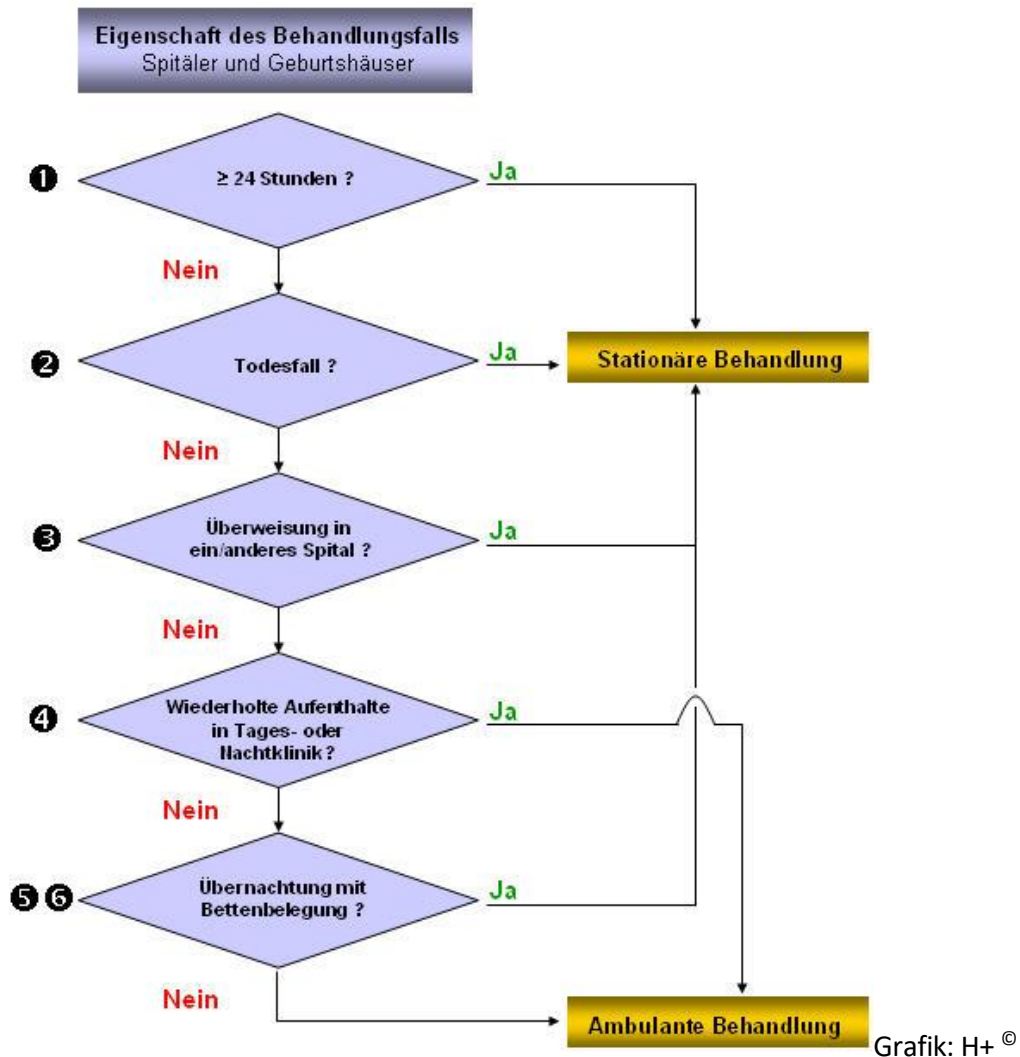 Eigenschaft des Behandlungsfalls
Spitäler und Geburtshäuser
❶
≥ 24 Stunden ?
Ja
Nein
❷
Todesfall ?
Ja
Stationäre Behandlung
Nein
❸
Überweisung in
ein/anderes Spital ?
Ja
Nein
❹
Wiederholte Aufenthalte
in Tages- oder
Nachtklinik ?
Ja
Nein
❺ ❻
Übernachtung mit
Bettenbelegung ?
Ja
Nein
Ambulante Behandlung
Grafik: H+ ©